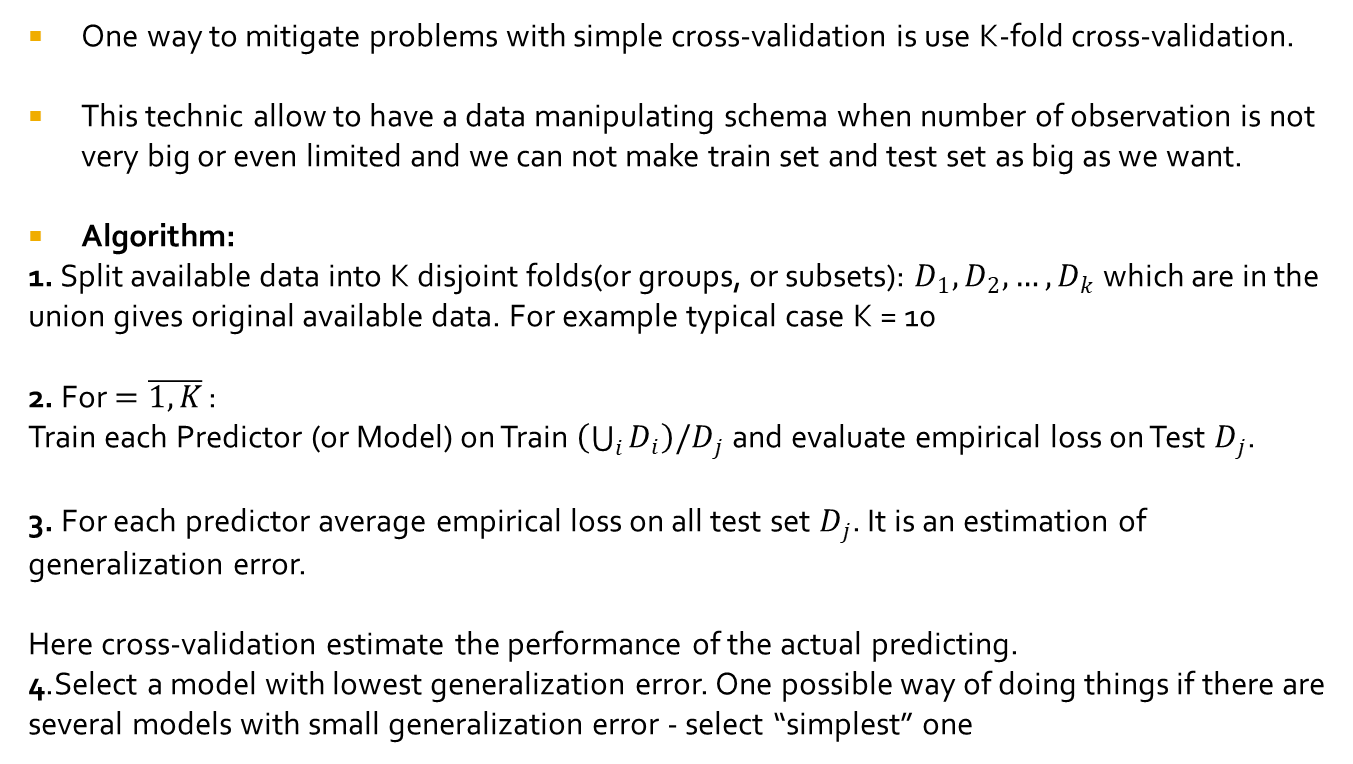 ▪ One way to mitigate problems with simple cross-validation is use K-fold cross-validation.
▪ This technic allow to have a data manipulating schema when number of observation is not
very big or even limited and we can not make train set and test set as big as we want.
▪ Algorithm:
1. Split available data into K disjoint folds(or groups, or subsets): D₁, D₂, … , Dₖ which are in the
union gives original available data. For example typical case K = 10
2. For = \overline{1, K} :
Train each Predictor (or Model) on Train (⋃ᵢ Dᵢ)/Dⱼ and evaluate empirical loss on Test Dⱼ.
3. For each predictor average empirical loss on all test set Dⱼ. It is an estimation of
generalization error.
Here cross-validation estimate the performance of the actual predicting.
4.Select a model with lowest generalization error. One possible way of doing things if there are
several models with small generalization error - select “simplest” one